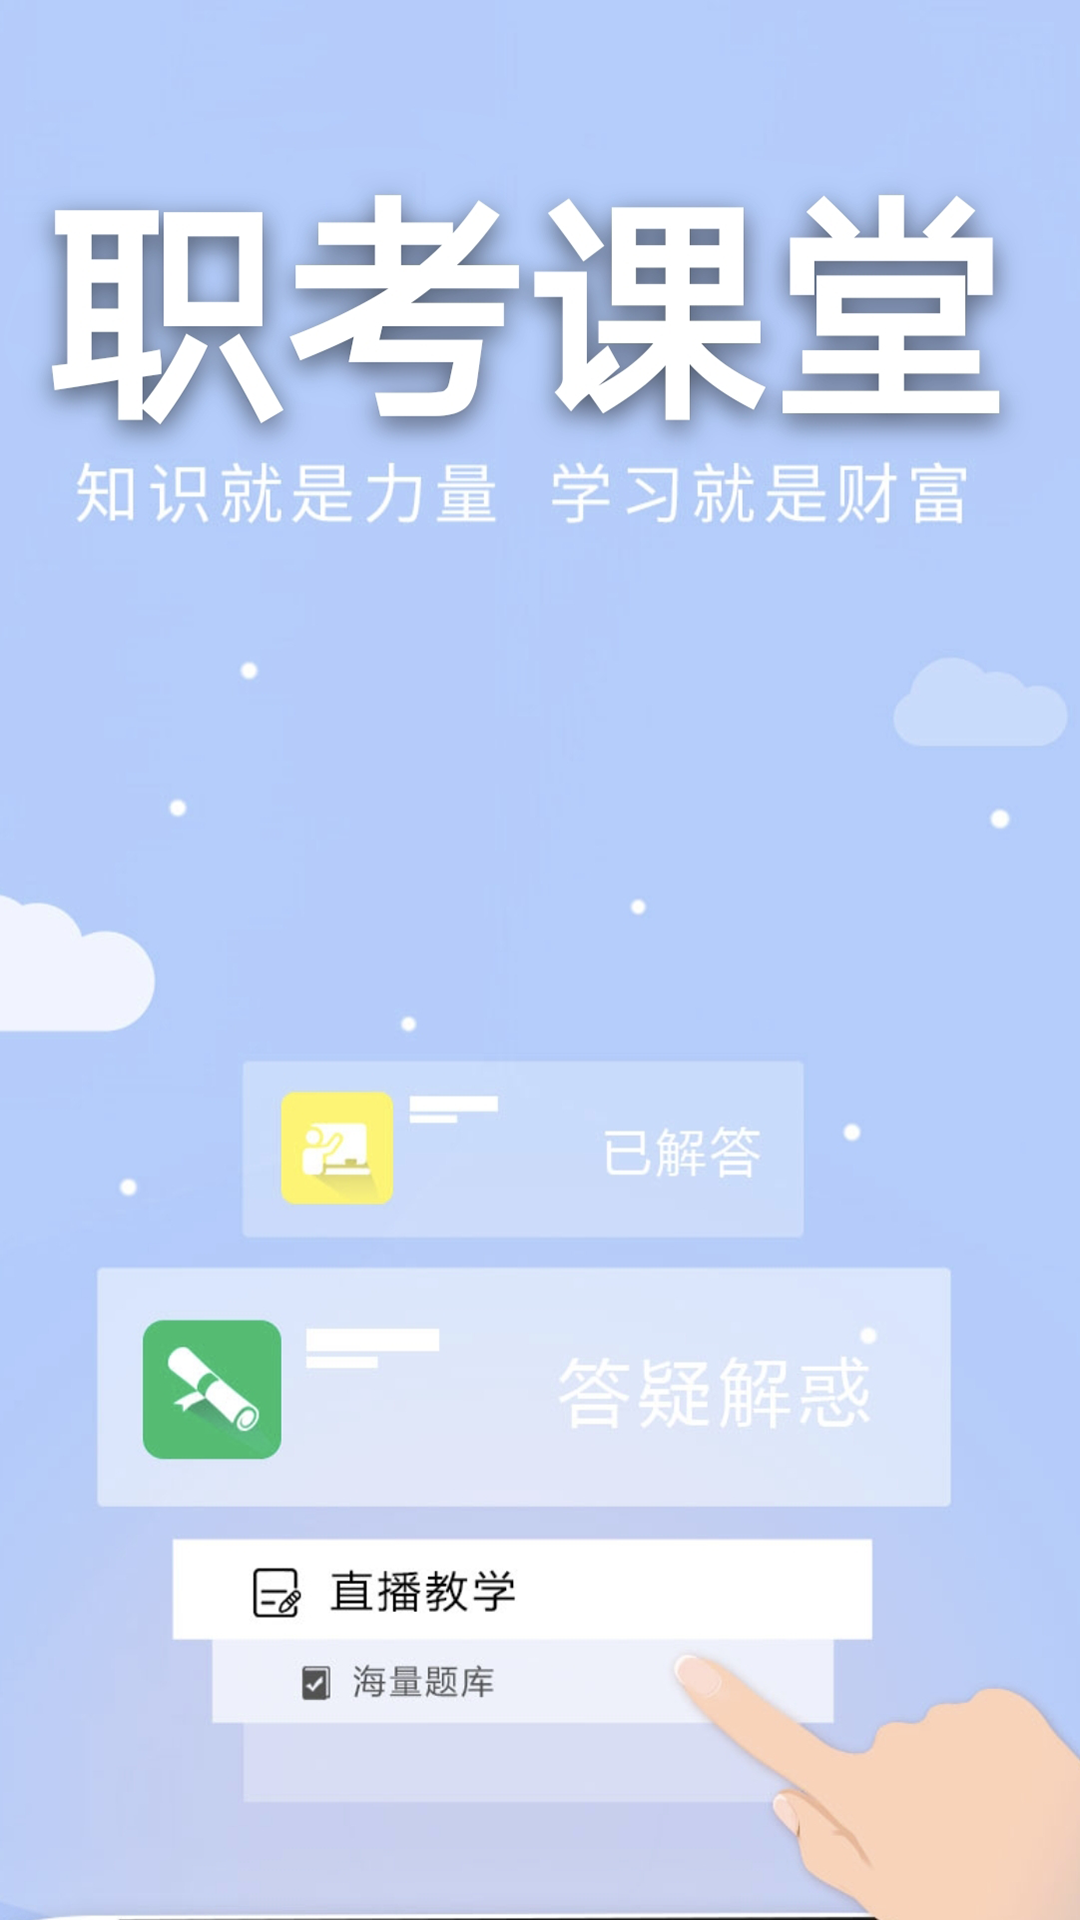 职考课堂
知识就是力量 学习就是财富
已解答
答疑解惑
直播教学
海量题库